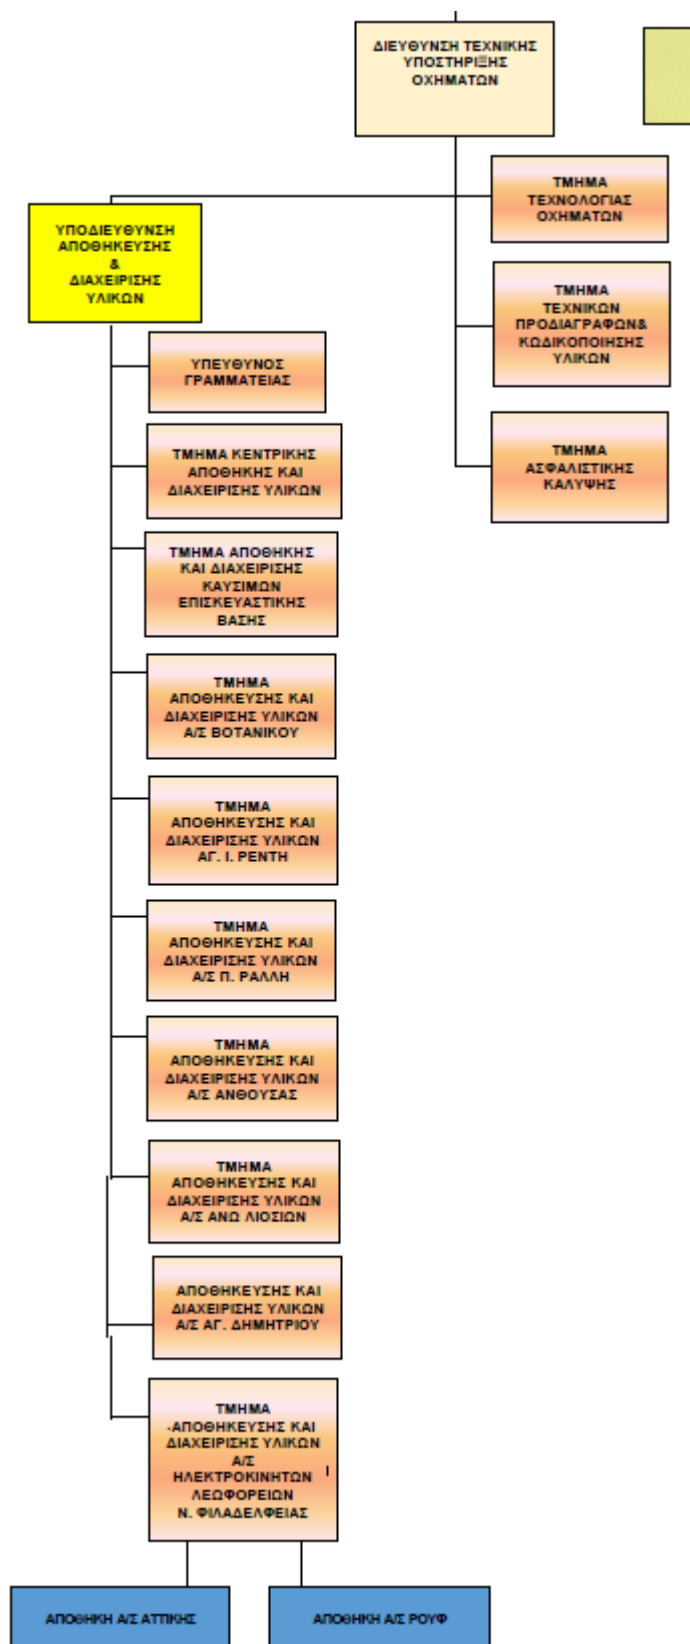 ΔΙΕΥΘΥΝΣΗ ΤΕΧΝΙΚΗΣ
ΥΠΟΣΤΗΡΙΞΗΣ
ΟΧΗΜΑΤΩΝ
ΤΜΗΜΑ
ΤΕΧΝΟΛΟΓΙΑΣ
ΟΧΗΜΑΤΩΝ
ΤΜΗΜΑ
ΤΕΧΝΙΚΩΝ
ΠΡΟΔΙΑΓΡΑΦΩΝ&
ΚΩΔΙΚΟΠΟΙΗΣΗΣ
ΥΛΙΚΩΝ
ΤΜΗΜΑ
ΑΣΦΑΛΙΣΤΙΚΗΣ
ΚΑΛΥΨΗΣ
ΥΠΟΔΙΕΥΘΥΝΣΗ
ΑΠΟΘΗΚΕΥΣΗΣ
&
ΔΙΑΧΕΙΡΙΣΗΣ
ΥΛΙΚΩΝ
ΥΠΕΥΘΥΝΟΣ
ΓΡΑΜΜΑΤΕΙΑΣ
ΤΜΗΜΑ ΚΕΝΤΡΙΚΗΣ
ΑΠΟΘΗΚΗΣ ΚΑΙ
ΔΙΑΧΕΙΡΙΣΗΣ ΥΛΙΚΩΝ
ΤΜΗΜΑ ΑΠΟΘΗΚΗΣ
ΚΑΙ ΔΙΑΧΕΙΡΙΣΗΣ
ΚΑΥΣΙΜΩΝ
ΕΠΙΣΚΕΥΑΣΤΙΚΗΣ
ΒΑΣΗΣ
ΤΜΗΜΑ
ΑΠΟΘΗΚΕΥΣΗΣ ΚΑΙ
ΔΙΑΧΕΙΡΙΣΗΣ ΥΛΙΚΩΝ
Α/Σ ΒΟΤΑΝΙΚΟΥ
ΤΜΗΜΑ
ΑΠΟΘΗΚΕΥΣΗΣ ΚΑΙ
ΔΙΑΧΕΙΡΙΣΗΣ ΥΛΙΚΩΝ
ΑΓ. Ι. ΡΕΝΤΗ
ΤΜΗΜΑ
ΑΠΟΘΗΚΕΥΣΗΣ ΚΑΙ
ΔΙΑΧΕΙΡΙΣΗΣ ΥΛΙΚΩΝ
Α/Σ Π. ΡΑΛΛΗ
ΤΜΗΜΑ
ΑΠΟΘΗΚΕΥΣΗΣ ΚΑΙ
ΔΙΑΧΕΙΡΙΣΗΣ ΥΛΙΚΩΝ
Α/Σ ΑΝΘΟΥΣΑΣ
ΤΜΗΜΑ
ΑΠΟΘΗΚΕΥΣΗΣ ΚΑΙ
ΔΙΑΧΕΙΡΙΣΗΣ ΥΛΙΚΩΝ
Α/Σ ΑΝΩ ΛΙΟΣΙΩΝ
ΑΠΟΘΗΚΕΥΣΗΣ ΚΑΙ
ΔΙΑΧΕΙΡΙΣΗΣ ΥΛΙΚΩΝ
Α/Σ ΑΓ. ΔΗΜΗΤΡΙΟΥ
ΤΜΗΜΑ
-ΑΠΟΘΗΚΕΥΣΗΣ ΚΑΙ
ΔΙΑΧΕΙΡΙΣΗΣ ΥΛΙΚΩΝ
Α/Σ
ΗΛΕΚΤΡΟΚΙΝΗΤΩΝ
ΛΕΩΦΟΡΕΙΩΝ
Ν. ΦΙΛΑΔΕΛΦΕΙΑΣ
ΑΠΟΘΗΚΗ Α/Σ ΑΤΤΙΚΗΣ
ΑΠΟΘΗΚΗ Α/Σ ΡΟΥΦ